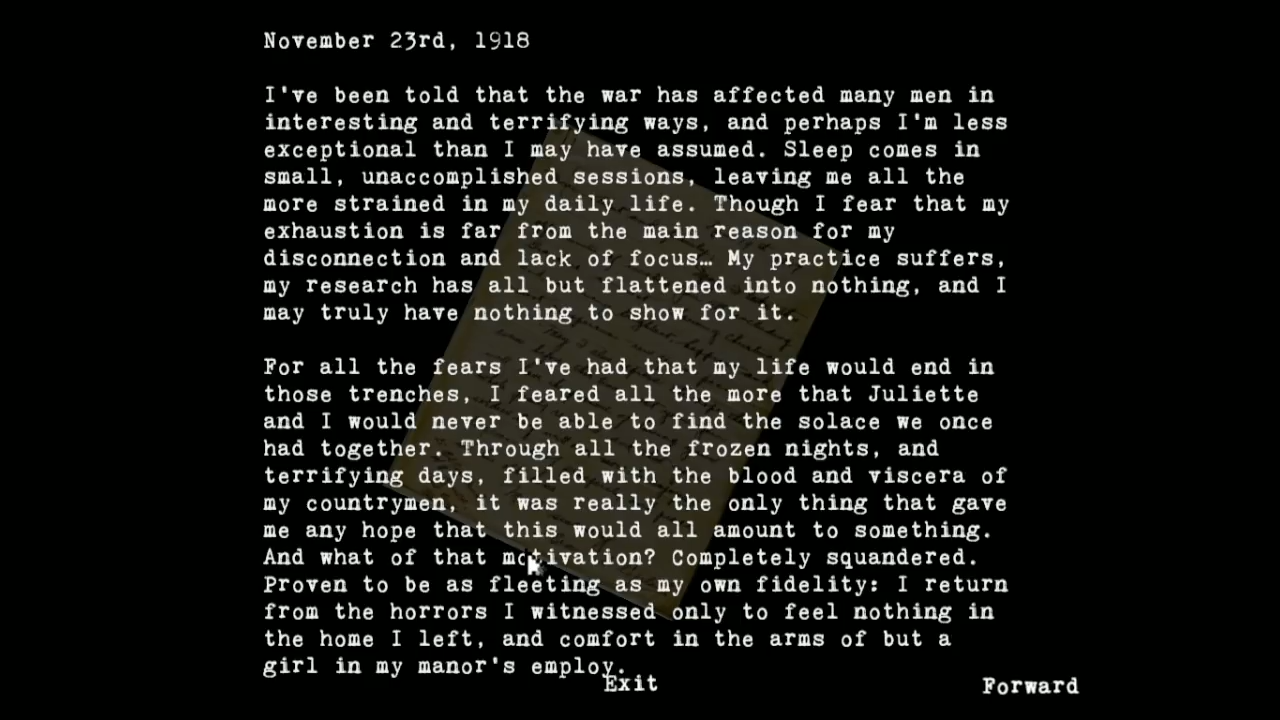 November 23rd, 1918
I've been told that the war has affected many men in
interesting and terrifying ways, and perhaps I'm less
exceptional than I may have assumed. Sleep comes in
small, unaccomplished sessions, leaving me all the
more strained in my daily life. Though I fear that my
exhaustion is far from the main reason for my
disconnection and lack of focus… My practice suffers,
my research has all but flattened into nothing, and I
may truly have nothing to show for it.
For all the fears I've had that my life would end in
those trenches, I feared all the more that Juliette
and I would never be able to find the solace we once
had together. Through all the frozen nights, and
terrifying days, filled with the blood and viscera of
my countrymen, it was really the only thing that gave
me any hope that this would all amount to something.
And what of that motivation? Completely squandered.
Proven to be as fleeting as my own fidelity: I return
from the horrors I witnessed only to feel nothing in
the home I left, and comfort in the arms of but a
girl in my manor's employ.
Exit
Forward